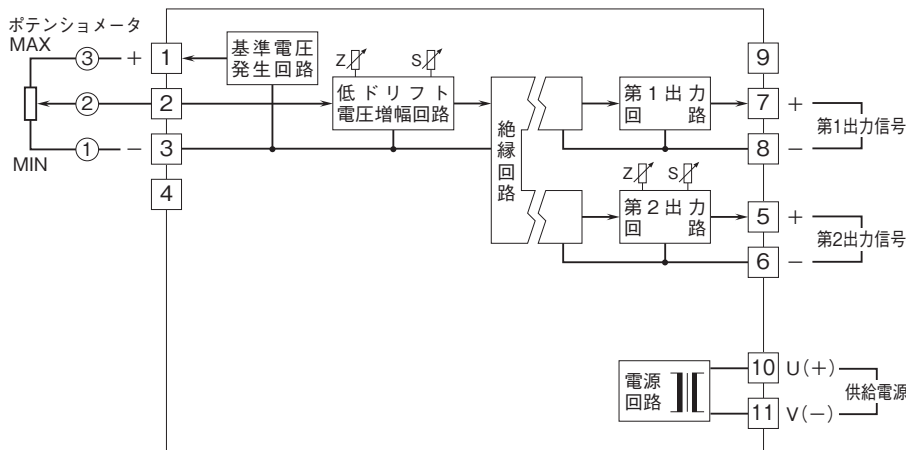 ポテンショメータ
MAX
③
+
1
基準電圧
発生回路
Z
S
9
②
2
低ドリフト
電圧増幅回路
第1出力
回路
7
+
第1出力信号
①
−
3
8
−
MIN
4
絶縁回路
Z
S
第2出力
回路
5
+
第2出力信号
6
−
電源
回路
10
U(+)
供給電源
11
V(−)